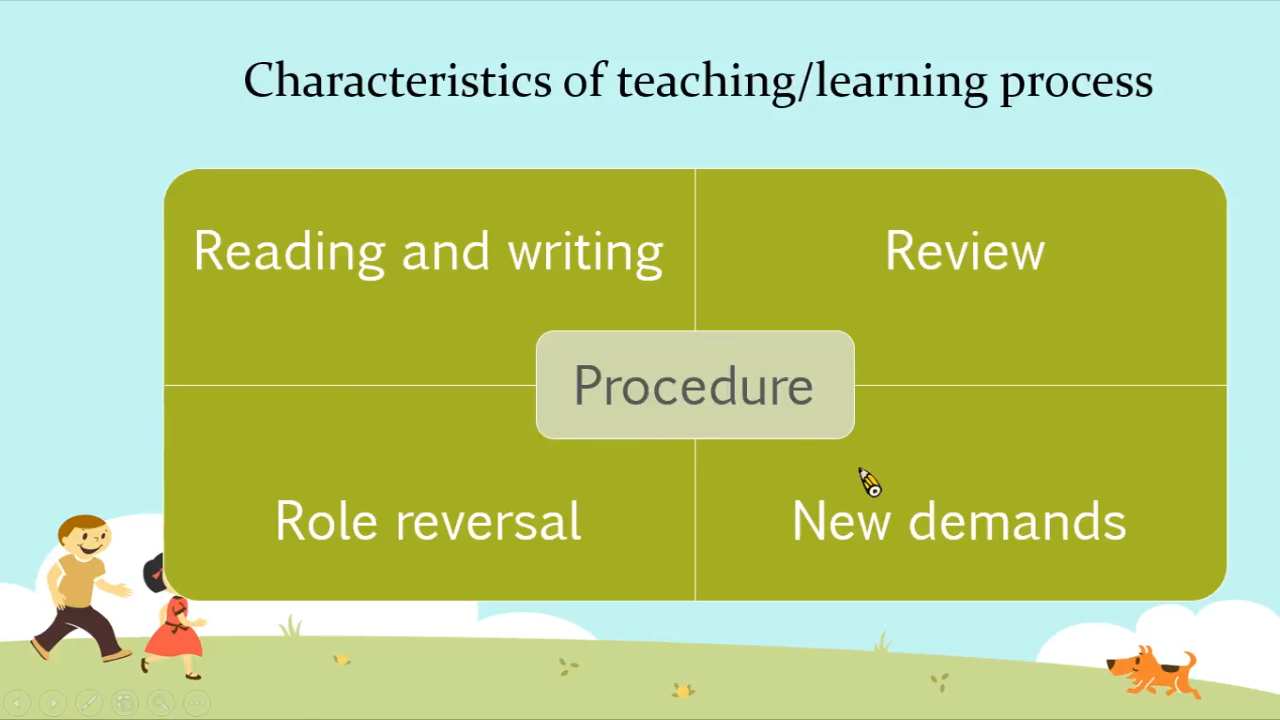 Characteristics of teaching/learning process
Reading and writing
Review
Procedure
Role reversal
New demands